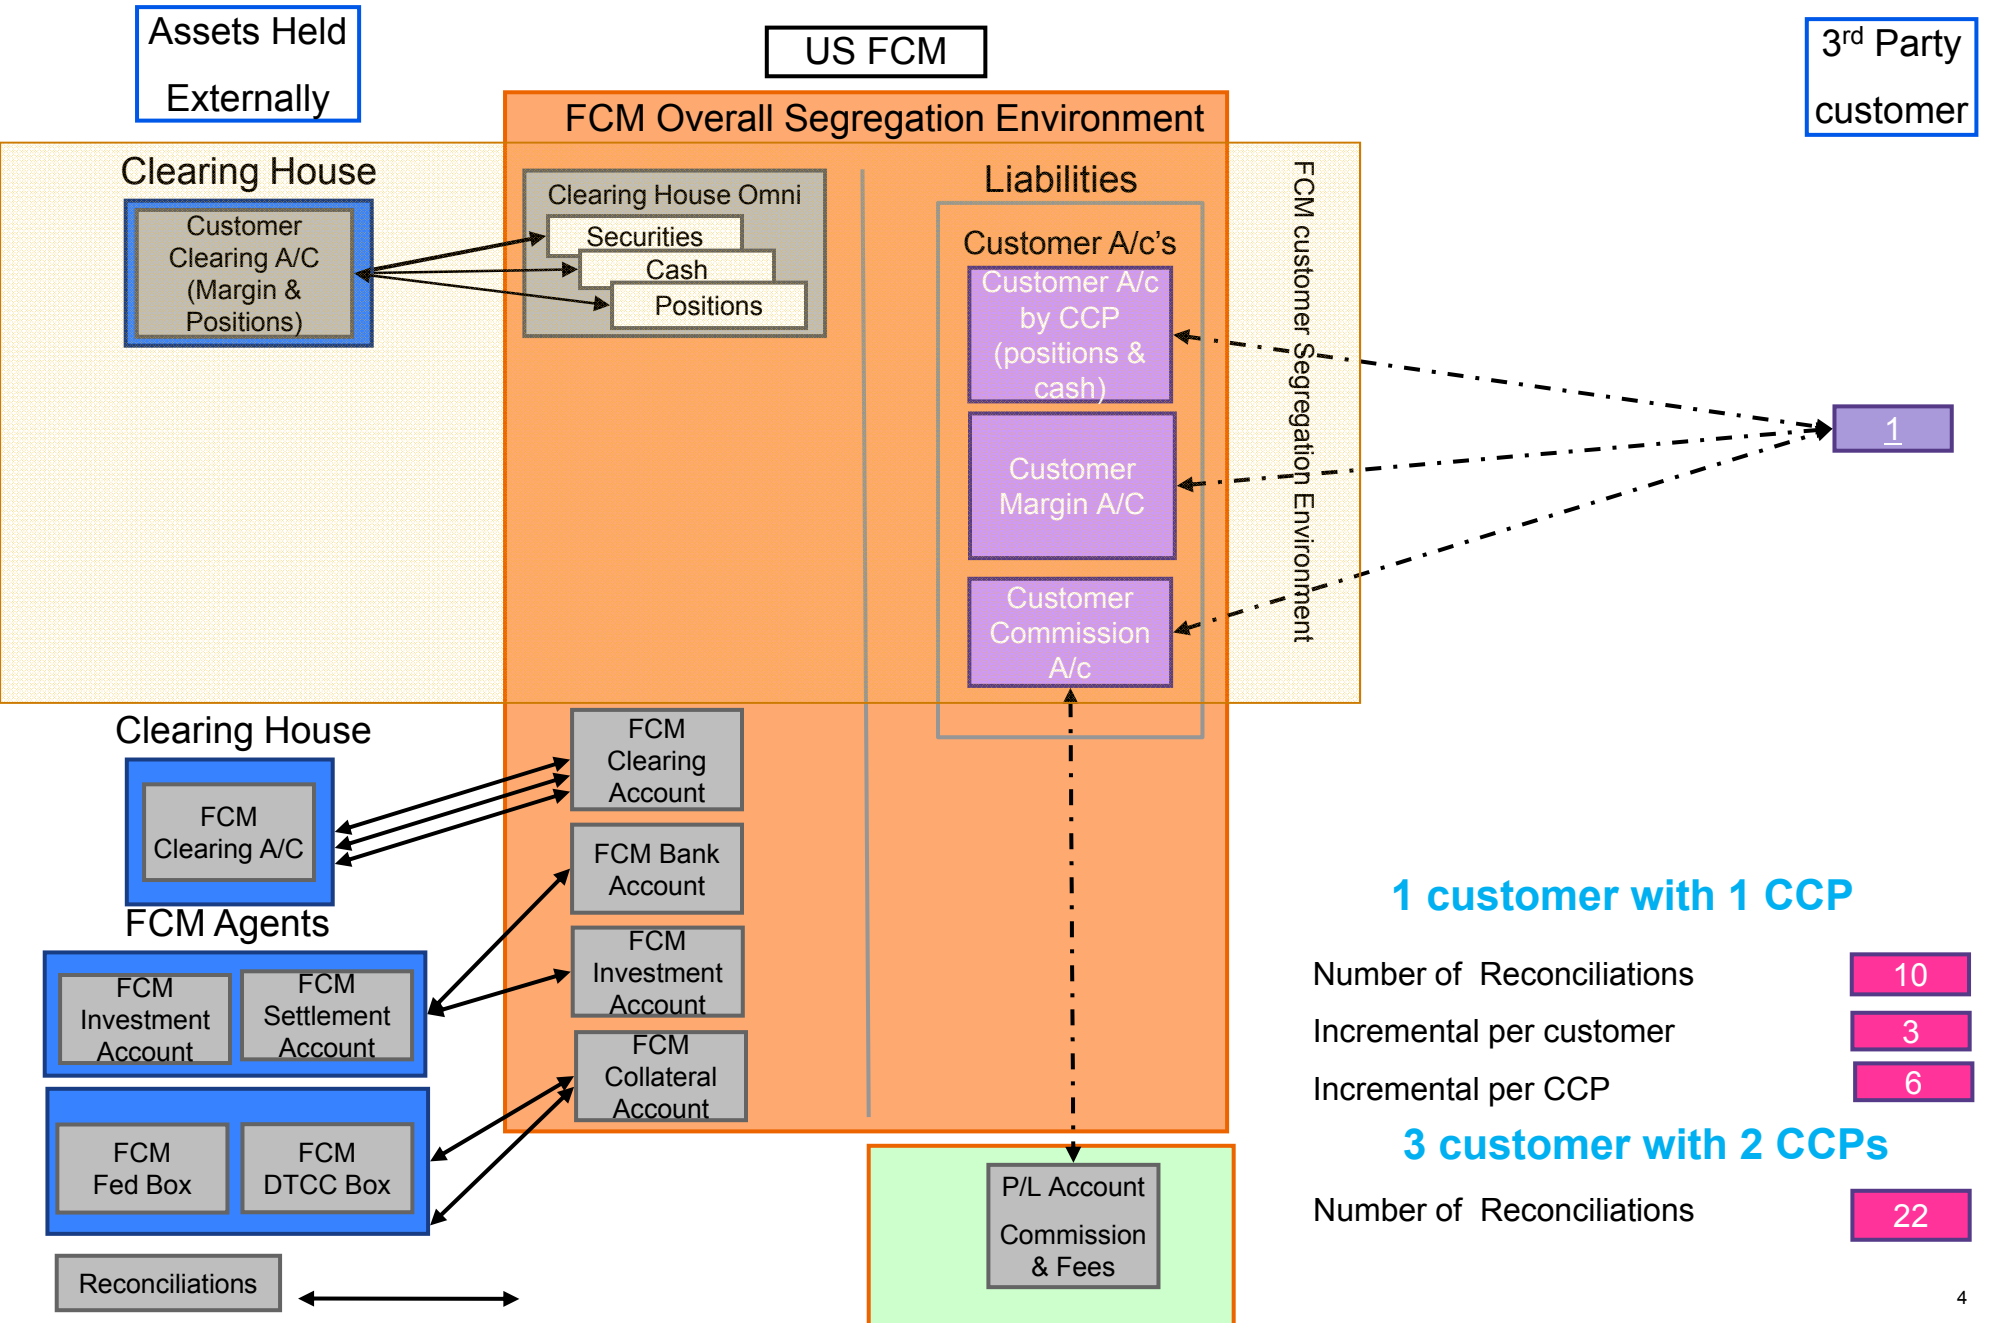 Assets Held
Externally
US FCM
3rd Party
customer
FCM Overall Segregation Environment
Clearing House
Customer
Clearing A/C
(Margin &
Positions)
Clearing House Omni
Securities
Cash
Positions
Liabilities
Customer A/c’s
Customer A/c
by CCP
(positions &
cash)
Customer
Margin A/C
Customer
Commission
A/c
FCM customer Segregation Environment
1
Clearing House
FCM
Clearing A/C
FCM
Clearing
Account
FCM Bank
Account
FCM
Investment
Account
FCM
Collateral
Account
FCM Agents
FCM
Investment
Account
FCM
Settlement
Account
FCM
Fed Box
FCM
DTCC Box
Reconciliations
P/L Account
Commission
& Fees
1 customer with 1 CCP
Number of Reconciliations
10
Incremental per customer
3
Incremental per CCP
6
3 customer with 2 CCPs
Number of Reconciliations
22
4